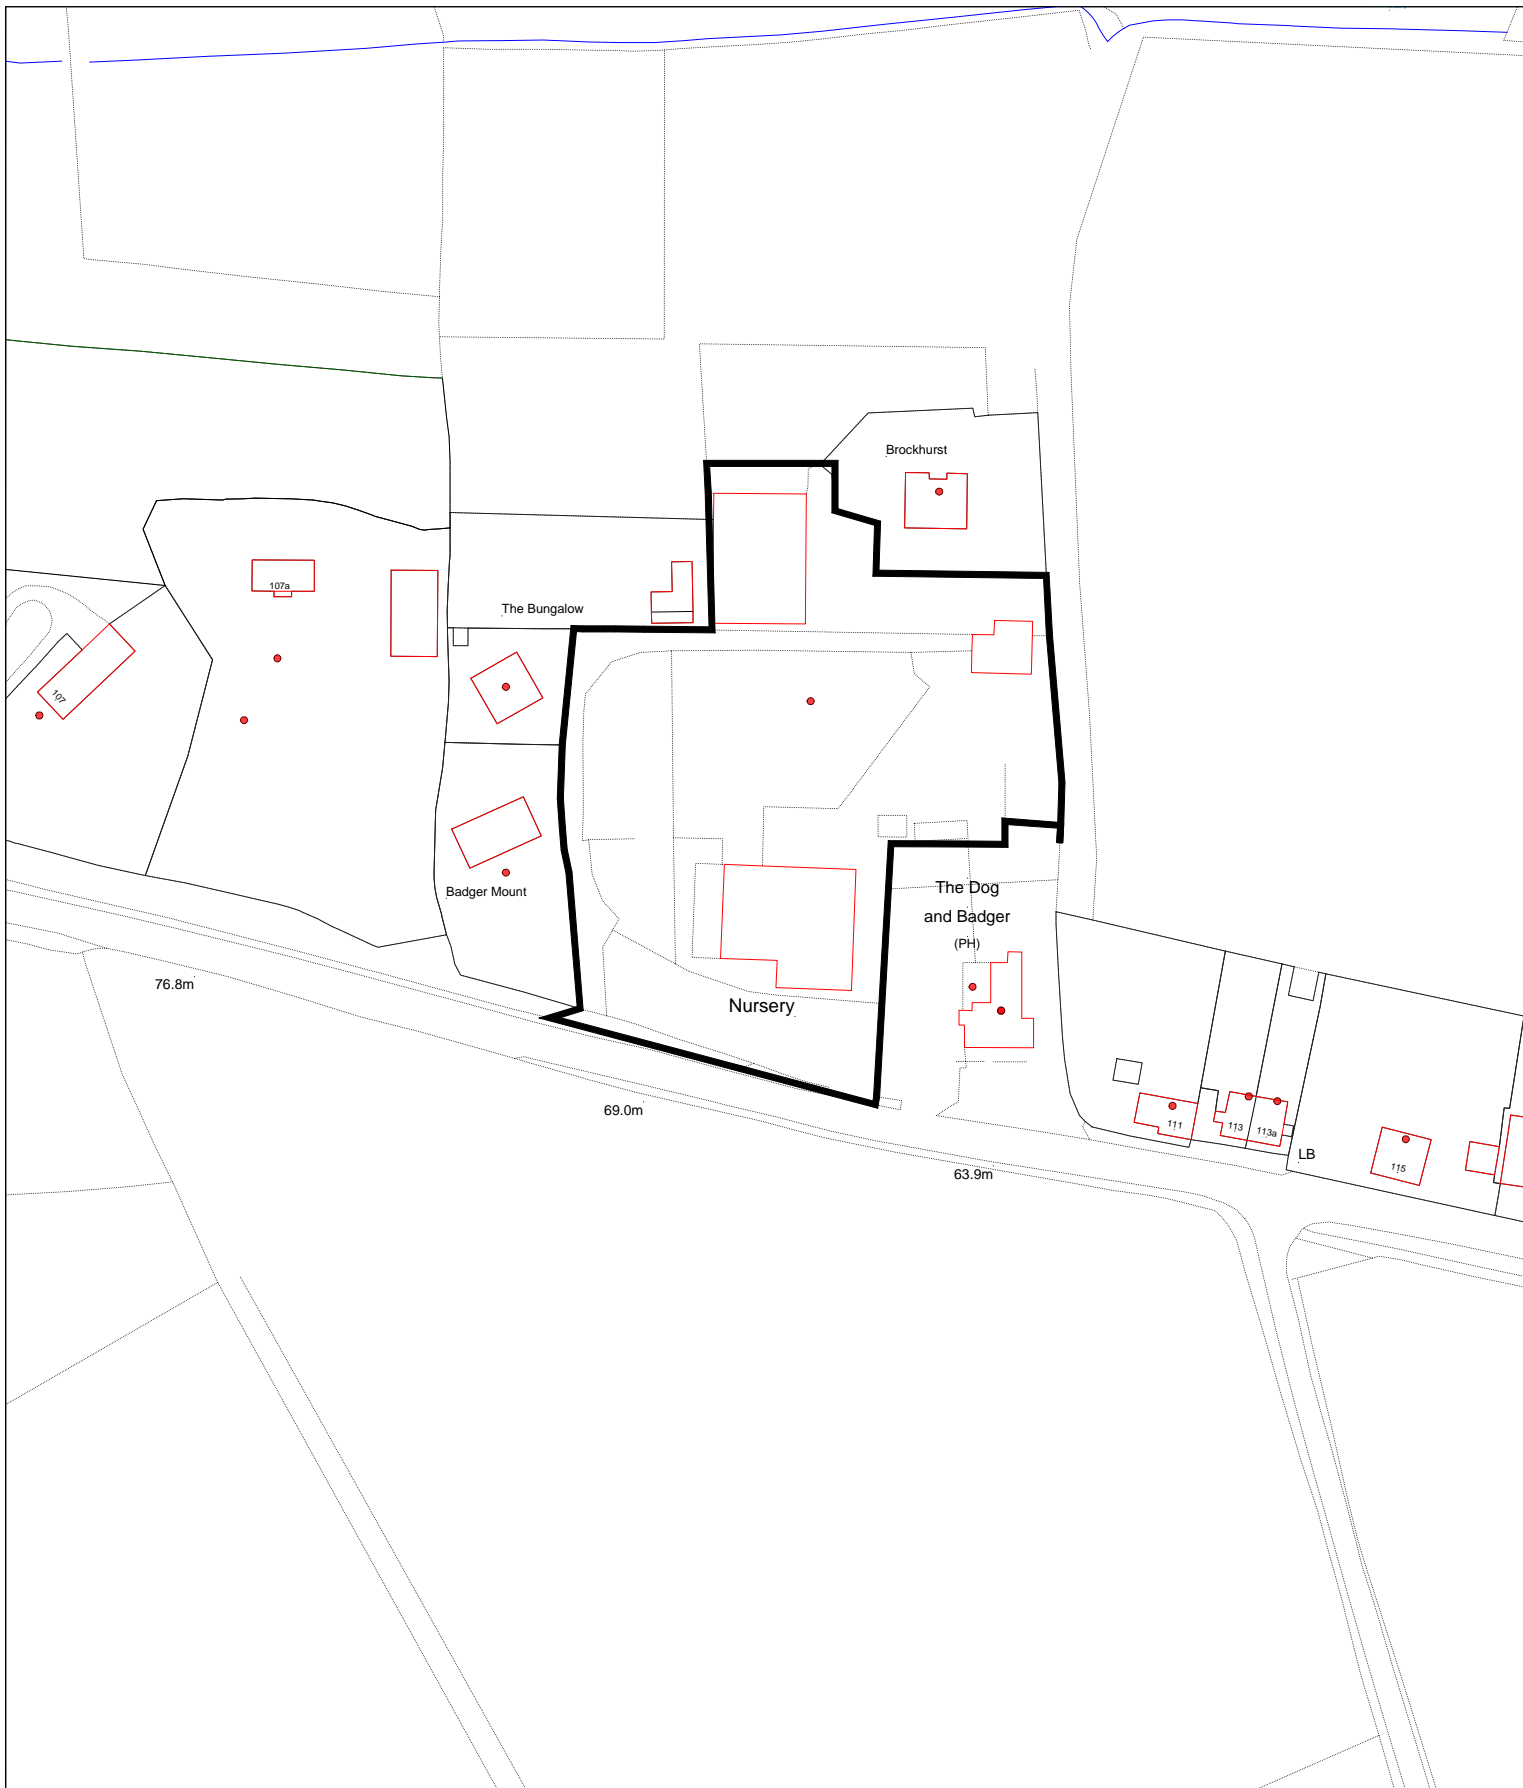 Brockhurst
107a
The Bungalow
107
The Dog
and Badger
(PH)
Badger Mount
76.8m
Nursery
69.0m
111
113
113a
LB
115
63.9m